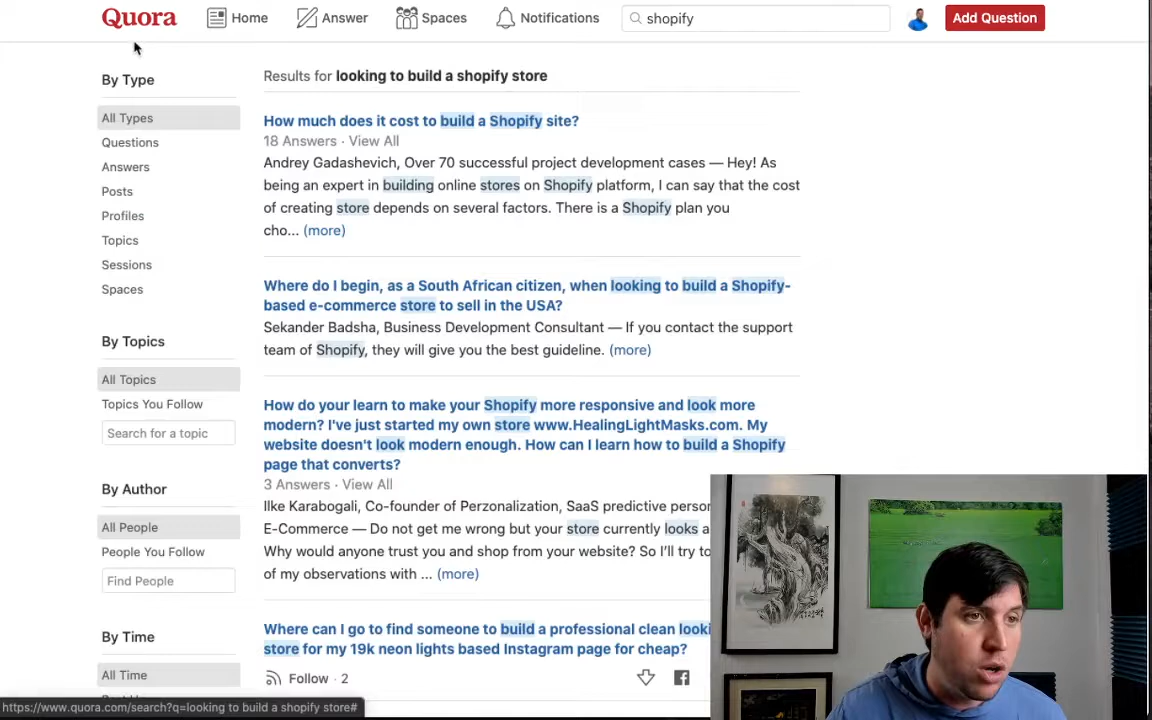 Quora
Home
Answer
Spaces
Notifications
shopify
Add Question
By Type
All Types
Questions
Answers
Posts
Profiles
Topics
Sessions
Spaces
By Topics
All Topics
Topics You Follow
Search for a topic
By Author
All People
People You Follow
Find People
By Time
All Time
Results for looking to build a shopify store
How much does it cost to build a Shopify site?
18 Answers · View All
Andrey Gadashevich, Over 70 successful project development cases — Hey! As
being an expert in building online stores on Shopify platform, I can say that the cost
of creating store depends on several factors. There is a Shopify plan you
cho... (more)
Where do I begin, as a South African citizen, when looking to build a Shopify-
based e-commerce store to sell in the USA?
Sekander Badsha, Business Development Consultant — If you contact the support
team of Shopify, they will give you the best guideline. (more)
How do your learn to make your Shopify more responsive and look more
modern? I've just started my own store www.HealingLightMasks.com. My
website doesn't look modern enough. How can I learn how to build a Shopify
page that converts?
3 Answers · View All
Ilke Karabogali, Co-founder of Perzonalization, SaaS predictive person
E-Commerce — Do not get me wrong but your store currently looks a
Why would anyone trust you and shop from your website? So I'll try to
of my observations with ... (more)
Where can I go to find someone to build a professional clean looki
store for my 19k neon lights based Instagram page for cheap?
Follow · 2
https://www.quora.com/search?q=looking to build a shopify store#